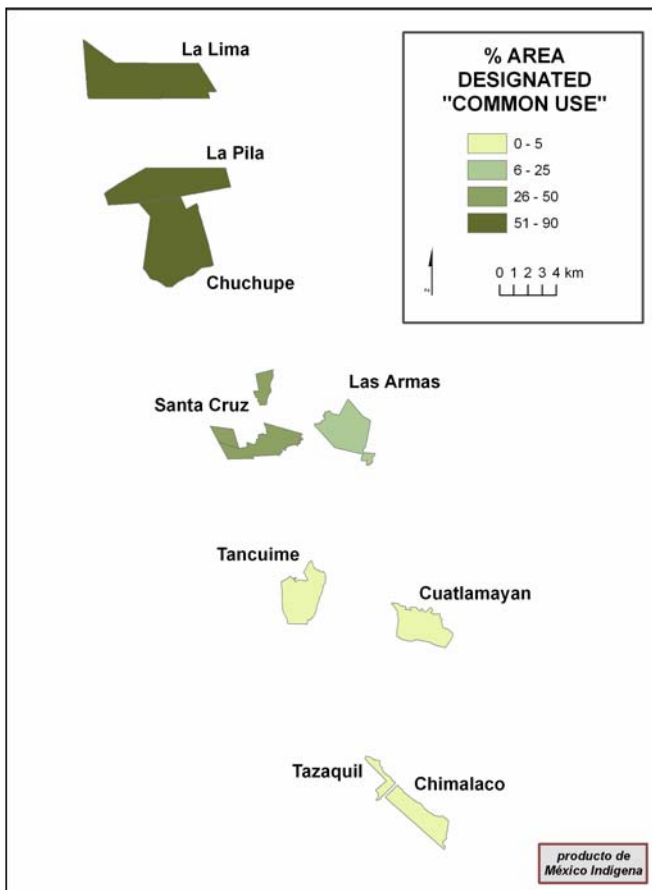 La Lima
La Pila
Chuchupe
Santa Cruz
Las Armas
Tancuime
Cuatlamayan
Tazaquil
Chimalaco
% AREA
DESIGNATED
"COMMON USE"
0 - 5
6 - 25
26 - 50
51 - 90
0 1 2 3 4 km
producto de
México Indígena